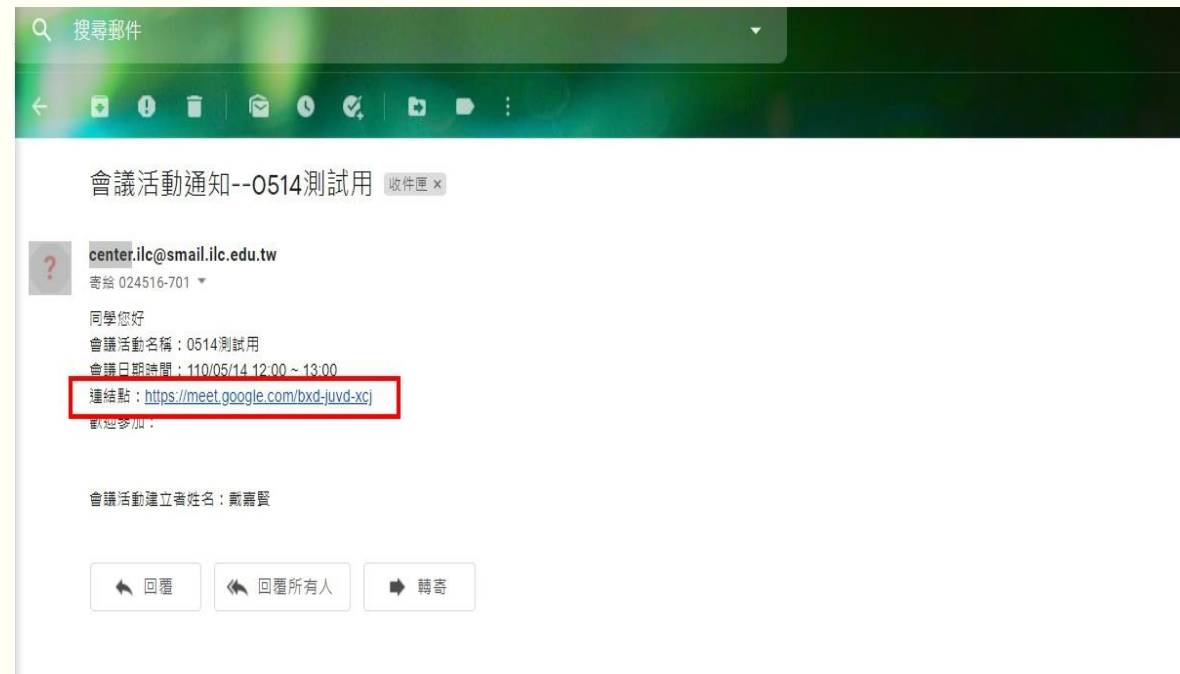 搜尋郵件
會議活動通知--0514測試用 收件匣 ×
center.ilc@smail.ilc.edu.tw
寄給 024516-701
同學您好
會議活動名稱：0514測試用
會議日期時間：110/05/14 12:00 ~ 13:00
連結點：https://meet.google.com/bxd-juvd-xcj
歡迎參加：
會議活動建立者姓名：戴嘉賢
回覆 回覆所有人 轉寄